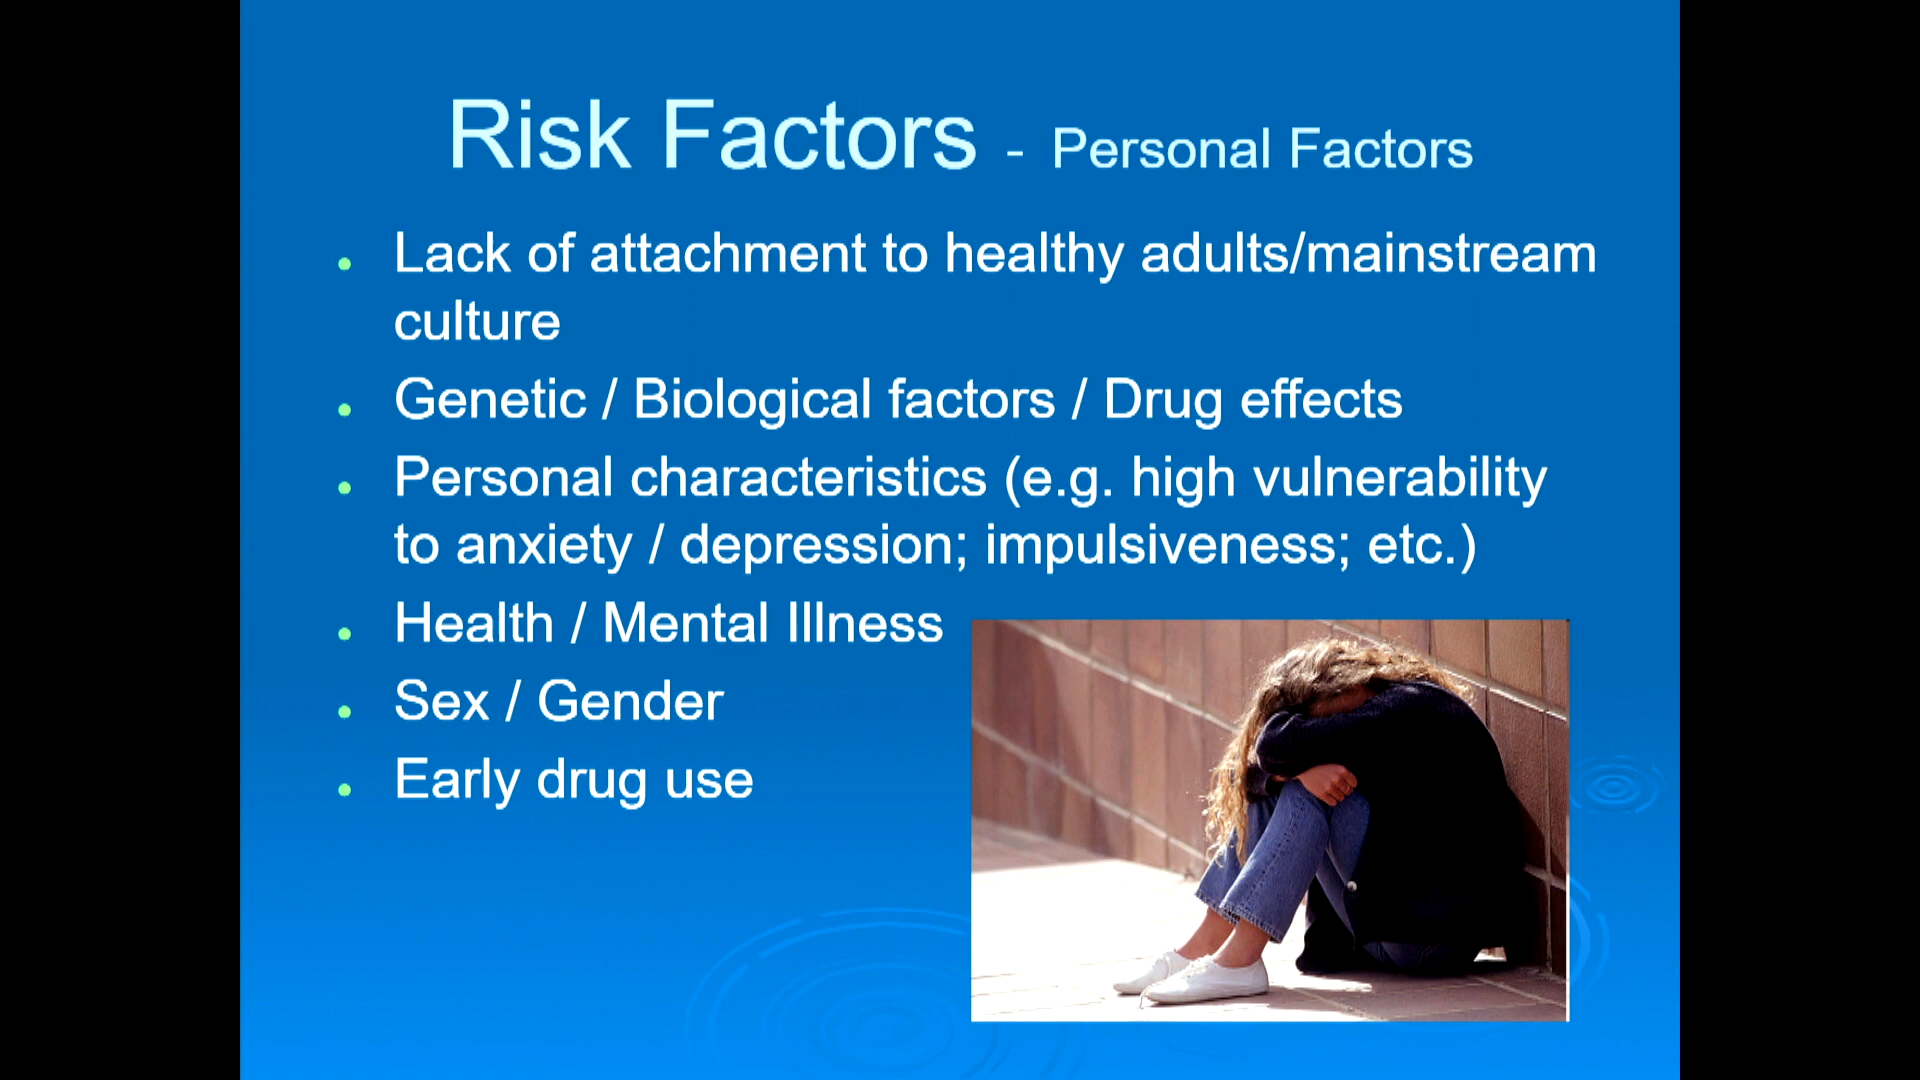 Risk Factors - Personal Factors
Lack of attachment to healthy adults/mainstream
culture
Genetic / Biological factors / Drug effects
Personal characteristics (e.g. high vulnerability
to anxiety / depression; impulsiveness; etc.)
Health / Mental Illness
Sex / Gender
Early drug use